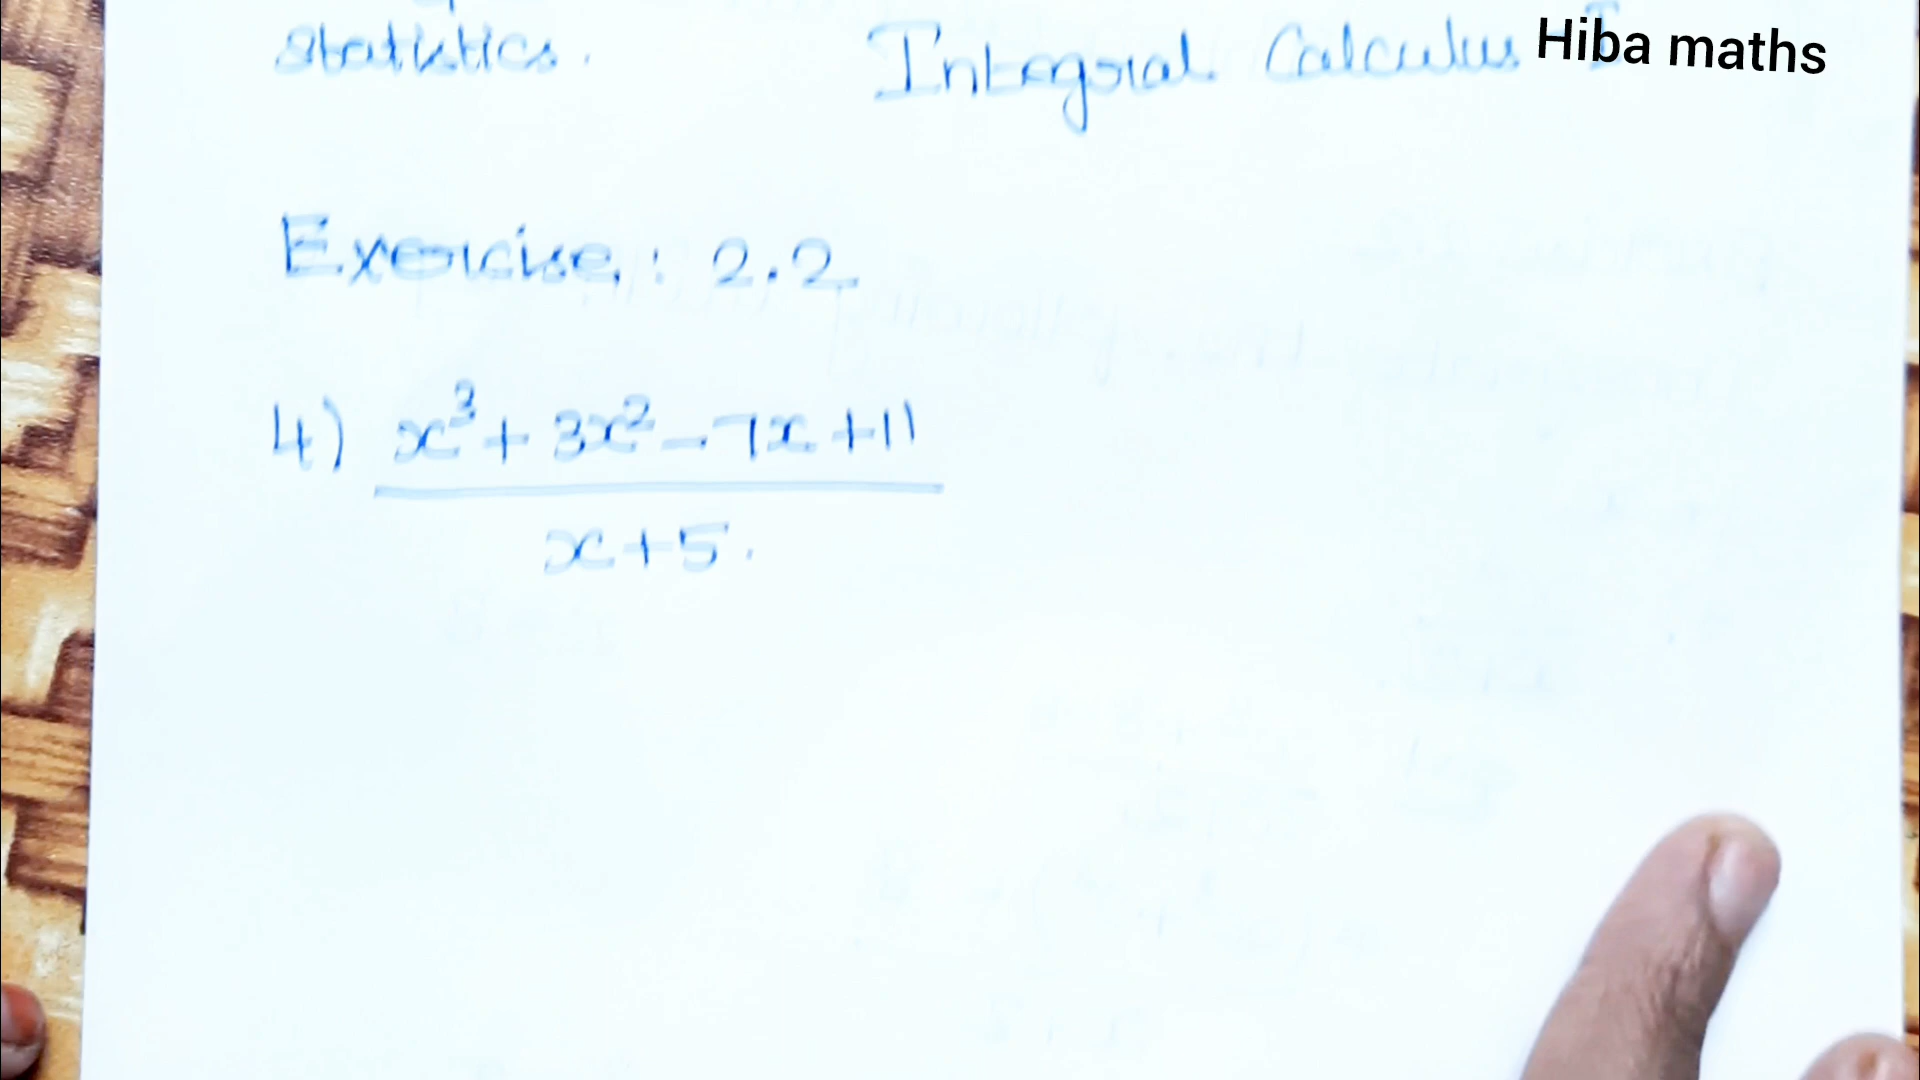 Statistics. Integral Calculus I
Hiba maths
Exercise : 2.2
4) x³ + 3x² - 7x + 11
x + 5.